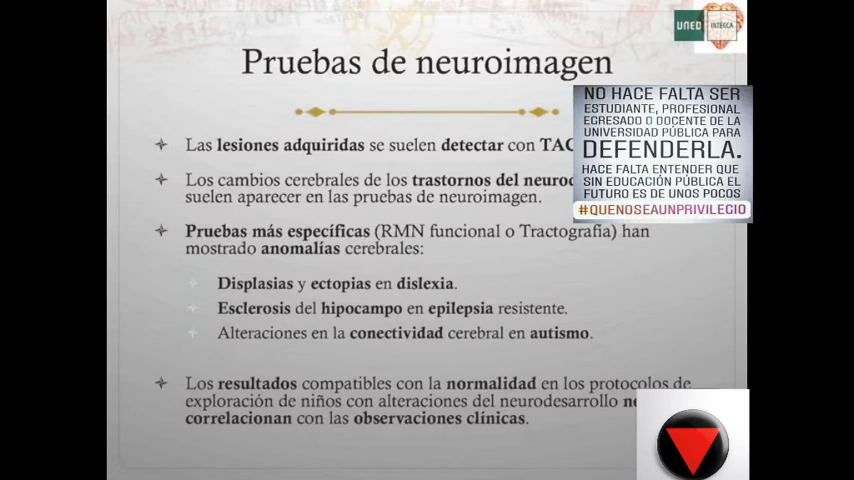 UNED
INTECCA
Pruebas de neuroimagen
Las lesiones adquiridas se suelen detectar con TAC
Los cambios cerebrales de los trastornos del
suelen aparecer en las pruebas de neuroimagen.
Pruebas más específicas (RMN funcional o Tractografía) han
mostrado anomalías cerebrales:
Displasias y ectopias en dislexia.
Esclerosis del hipocampo en epilepsia resistente.
Alteraciones en la conectividad cerebral en autismo.
Los resultados compatibles con la normalidad en los protocolos de
exploración de niños con alteraciones del neurodesarrollo
correlacionan con las observaciones clínicas.
NO HACE FALTA SER
ESTUDIANTE, PROFESIONAL
EGRESADO O DOCENTE DE LA
UNIVERSIDAD PÚBLICA PARA
DEFENDERLA.
HACE FALTA ENTENDER QUE
SIN EDUCACIÓN PÚBLICA EL
FUTURO ES DE UNOS POCOS
#QUENOSEAUNPRIVILEGIO